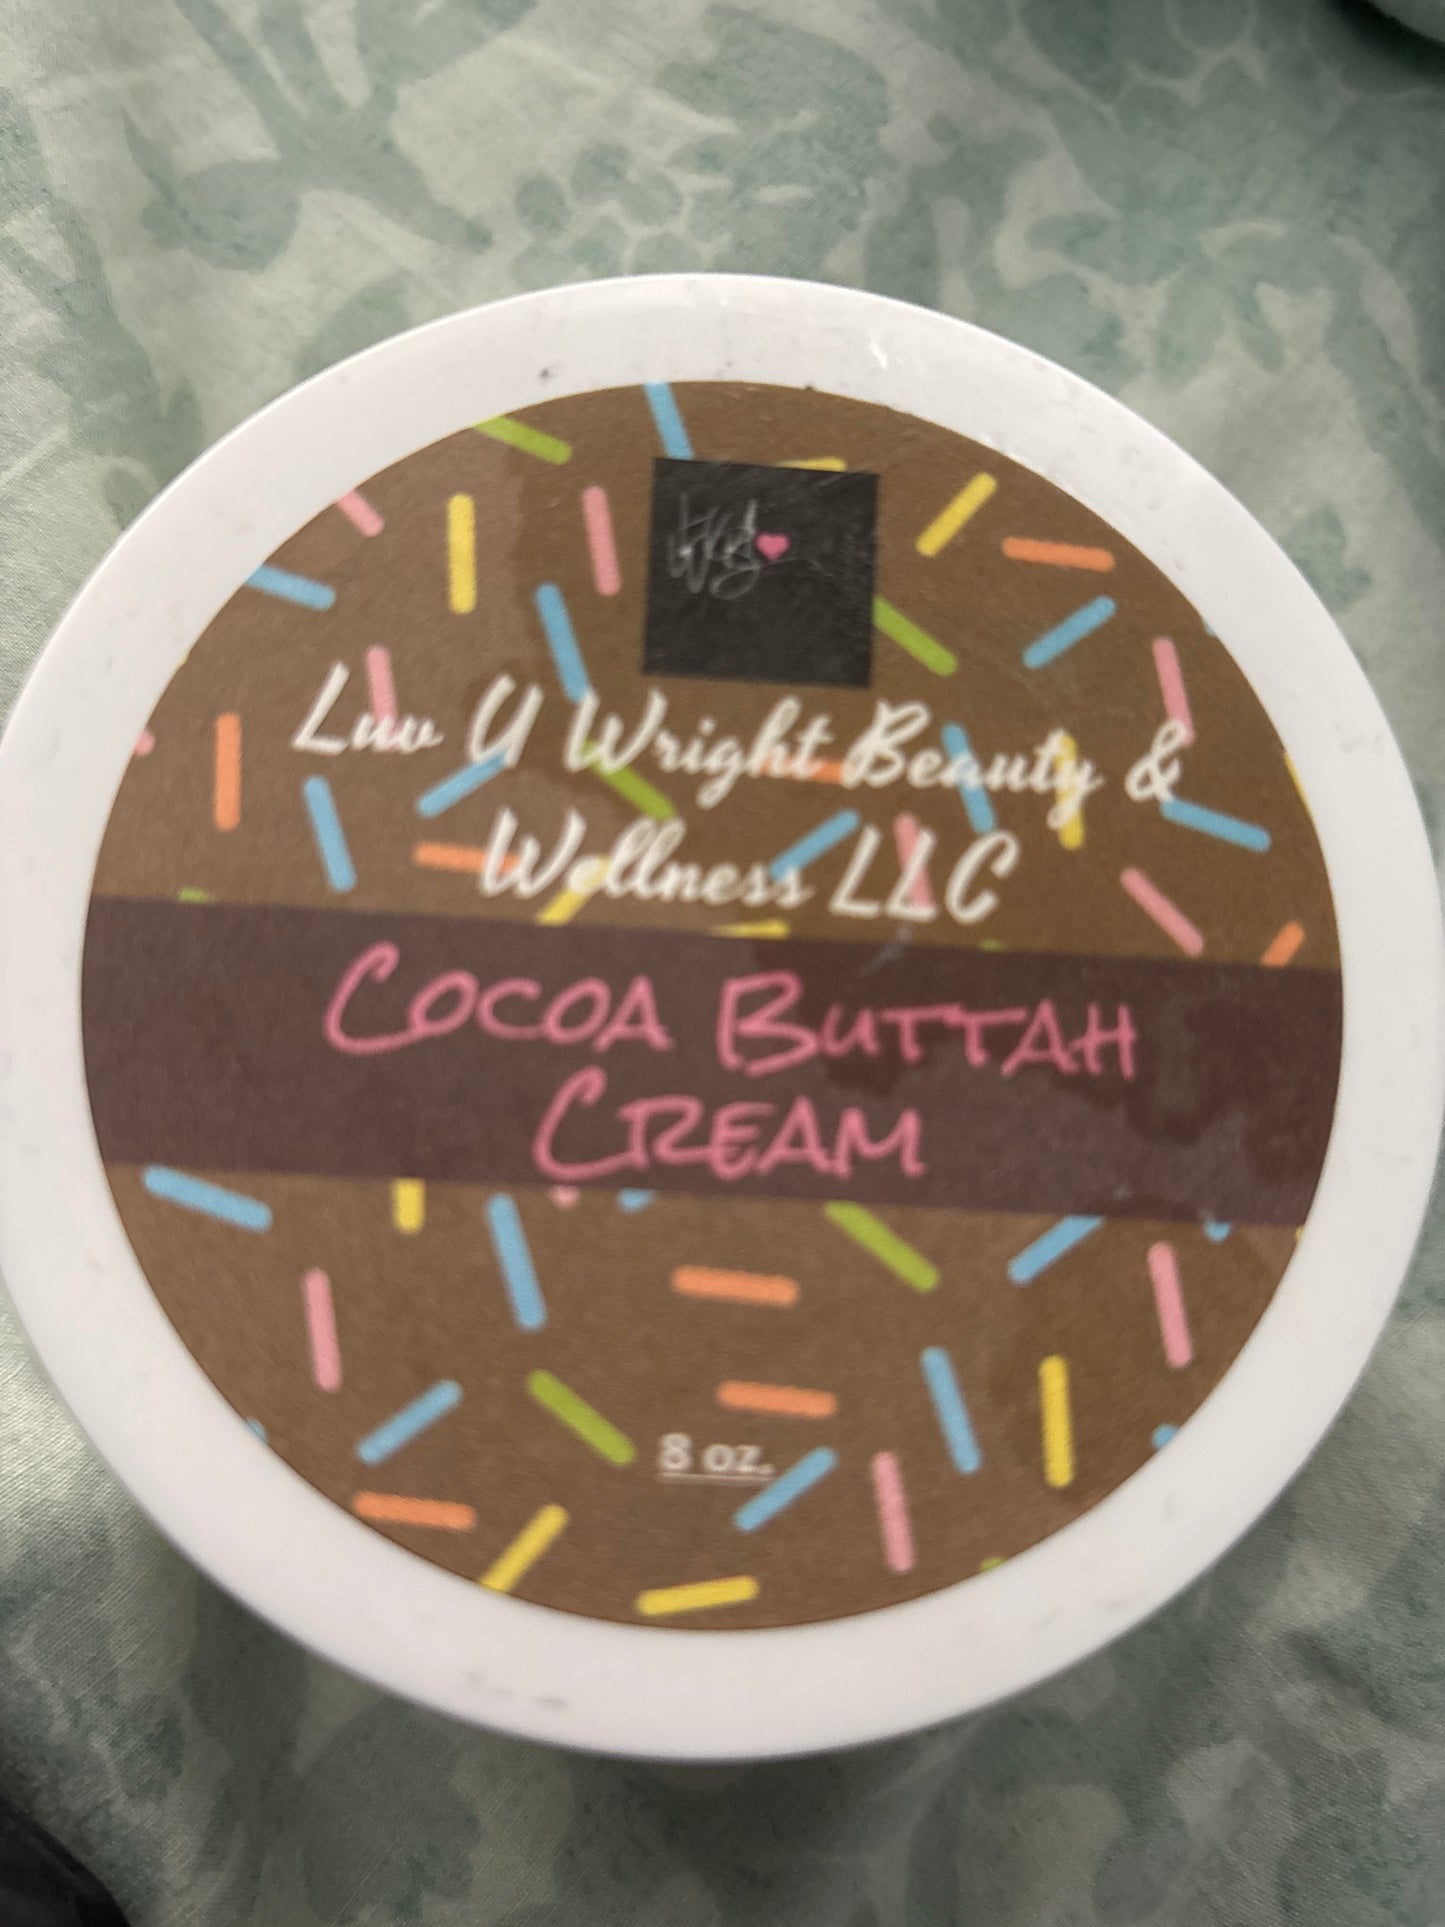 Luv U Wright Beauty &
Wellness LLC
Cocoa Buttah
Cream
8 oz.